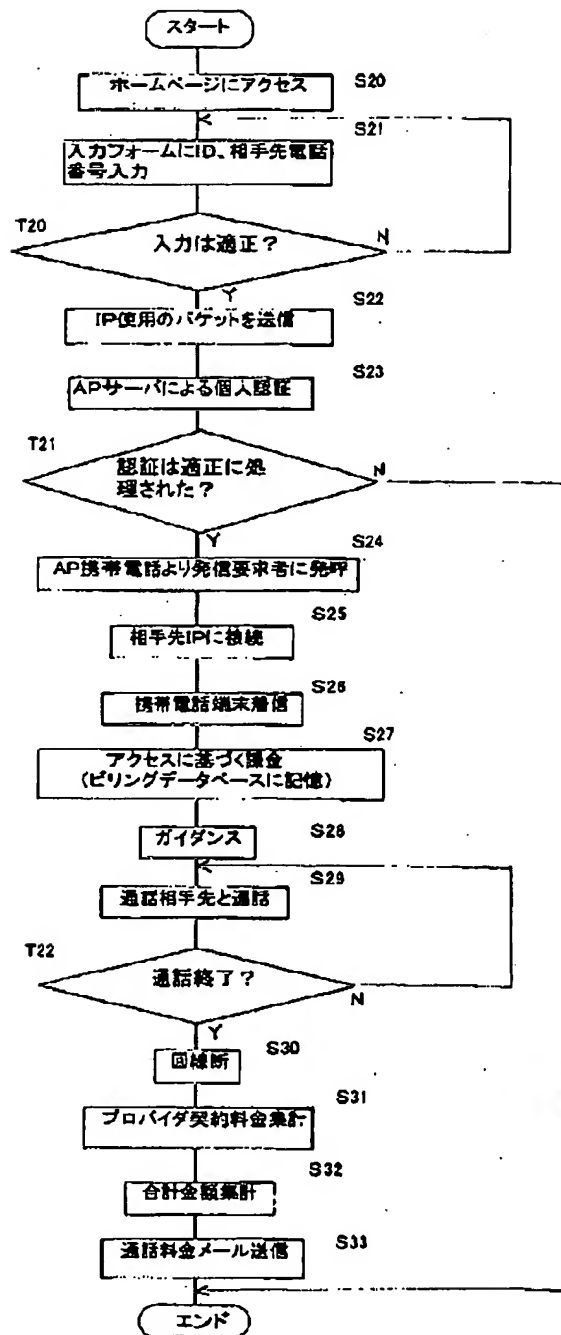 スタート
ホームページにアクセス
S20
S21
入力フォームにID、相手先電話
番号入力
T20
入力は適正？
N
Y
S22
IP使用のパケットを送信
S23
APサーバによる個人認証
T21
認証は適正に処
理された？
N
Y
S24
AP携帯電話より発信要求者に発呼
S25
相手先IPに接続
S26
携帯電話端末着信
S27
アクセスに基づく課金
(ビリングデータベースに記憶)
S28
ガイダンス
S29
通話相手先と通話
T22
通話終了？
N
Y
S30
回線断
S31
プロバイダ契約料金集計
S32
合計金額集計
S33
通話料金メール送信
エンド